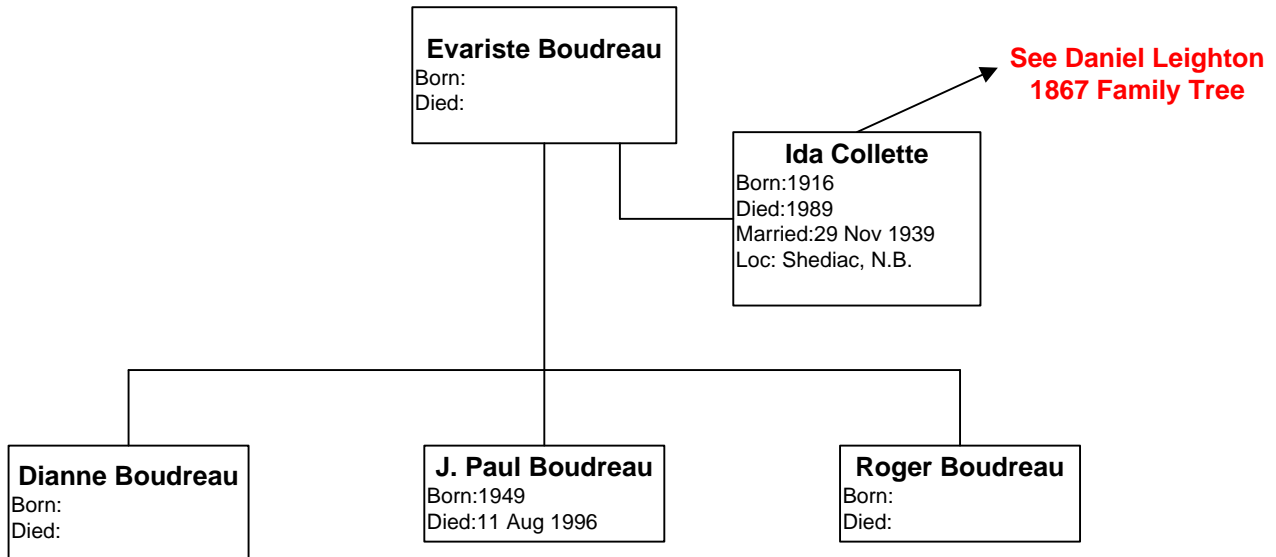 Evariste Boudreau
Born:
Died:
See Daniel Leighton
1867 Family Tree
Ida Collette
Born:1916
Died:1989
Married:29 Nov 1939
Loc: Shediac, N.B.
Dianne Boudreau
Born:
Died:
J. Paul Boudreau
Born:1949
Died:11 Aug 1996
Roger Boudreau
Born:
Died: